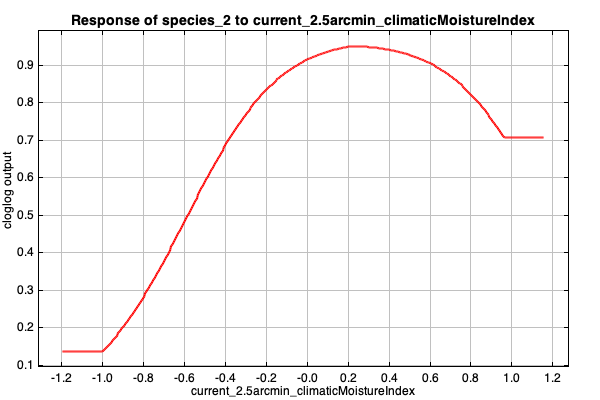 Response of species_2 to current_2.5arcmin_climaticMoistureIndex
cloglog output
0.9
0.8
0.7
0.6
0.5
0.4
0.3
0.2
0.1
-1.2 -1.0 -0.8 -0.6 -0.4 -0.2 -0.0 0.2 0.4 0.6 0.8 1.0 1.2
current_2.5arcmin_climaticMoistureIndex